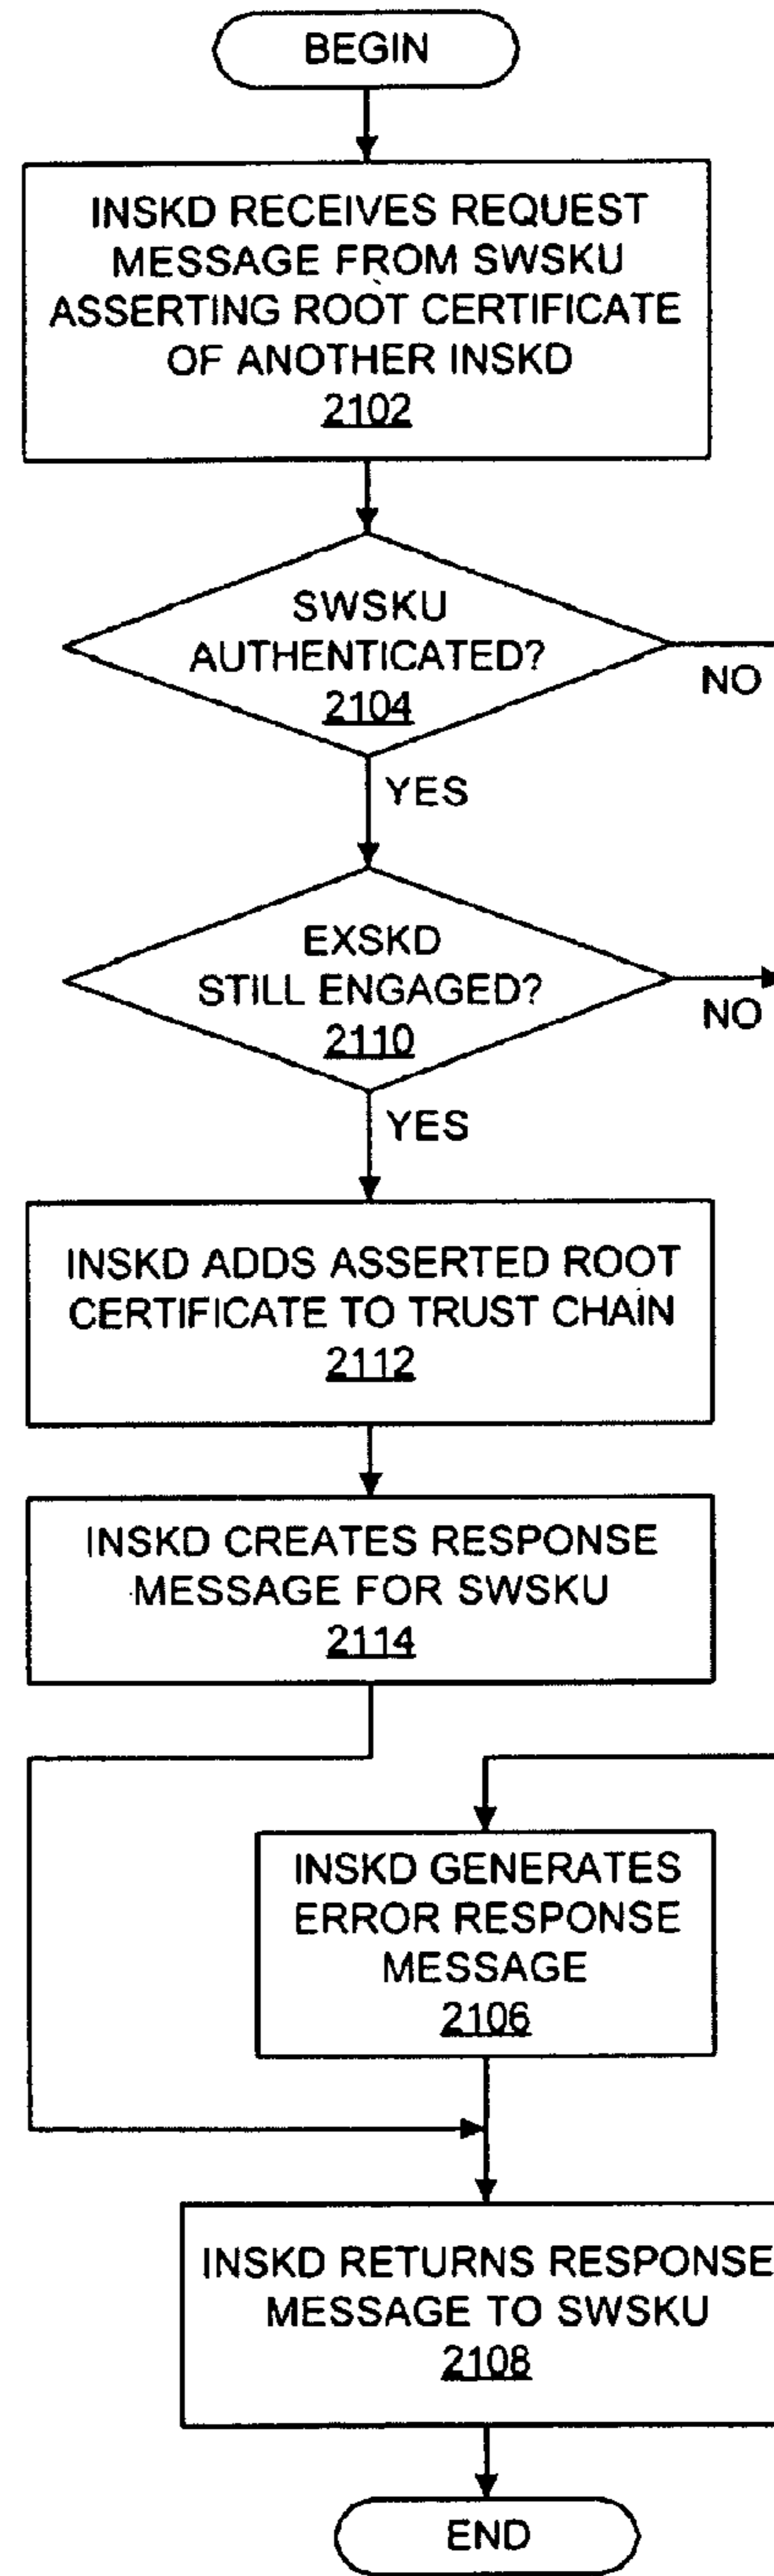 BEGIN
INSKD RECEIVES REQUEST
MESSAGE FROM SWSKU
ASSERTING ROOT CERTIFICATE
OF ANOTHER INSKD
2102
SWSKU
AUTHENTICATED?
2104
NO
YES
EXSKD
STILL ENGAGED?
2110
NO
YES
INSKD ADDS ASSERTED ROOT
CERTIFICATE TO TRUST CHAIN
2112
INSKD CREATES RESPONSE
MESSAGE FOR SWSKU
2114
INSKD GENERATES
ERROR RESPONSE
MESSAGE
2106
INSKD RETURNS RESPONSE
MESSAGE TO SWSKU
2108
END